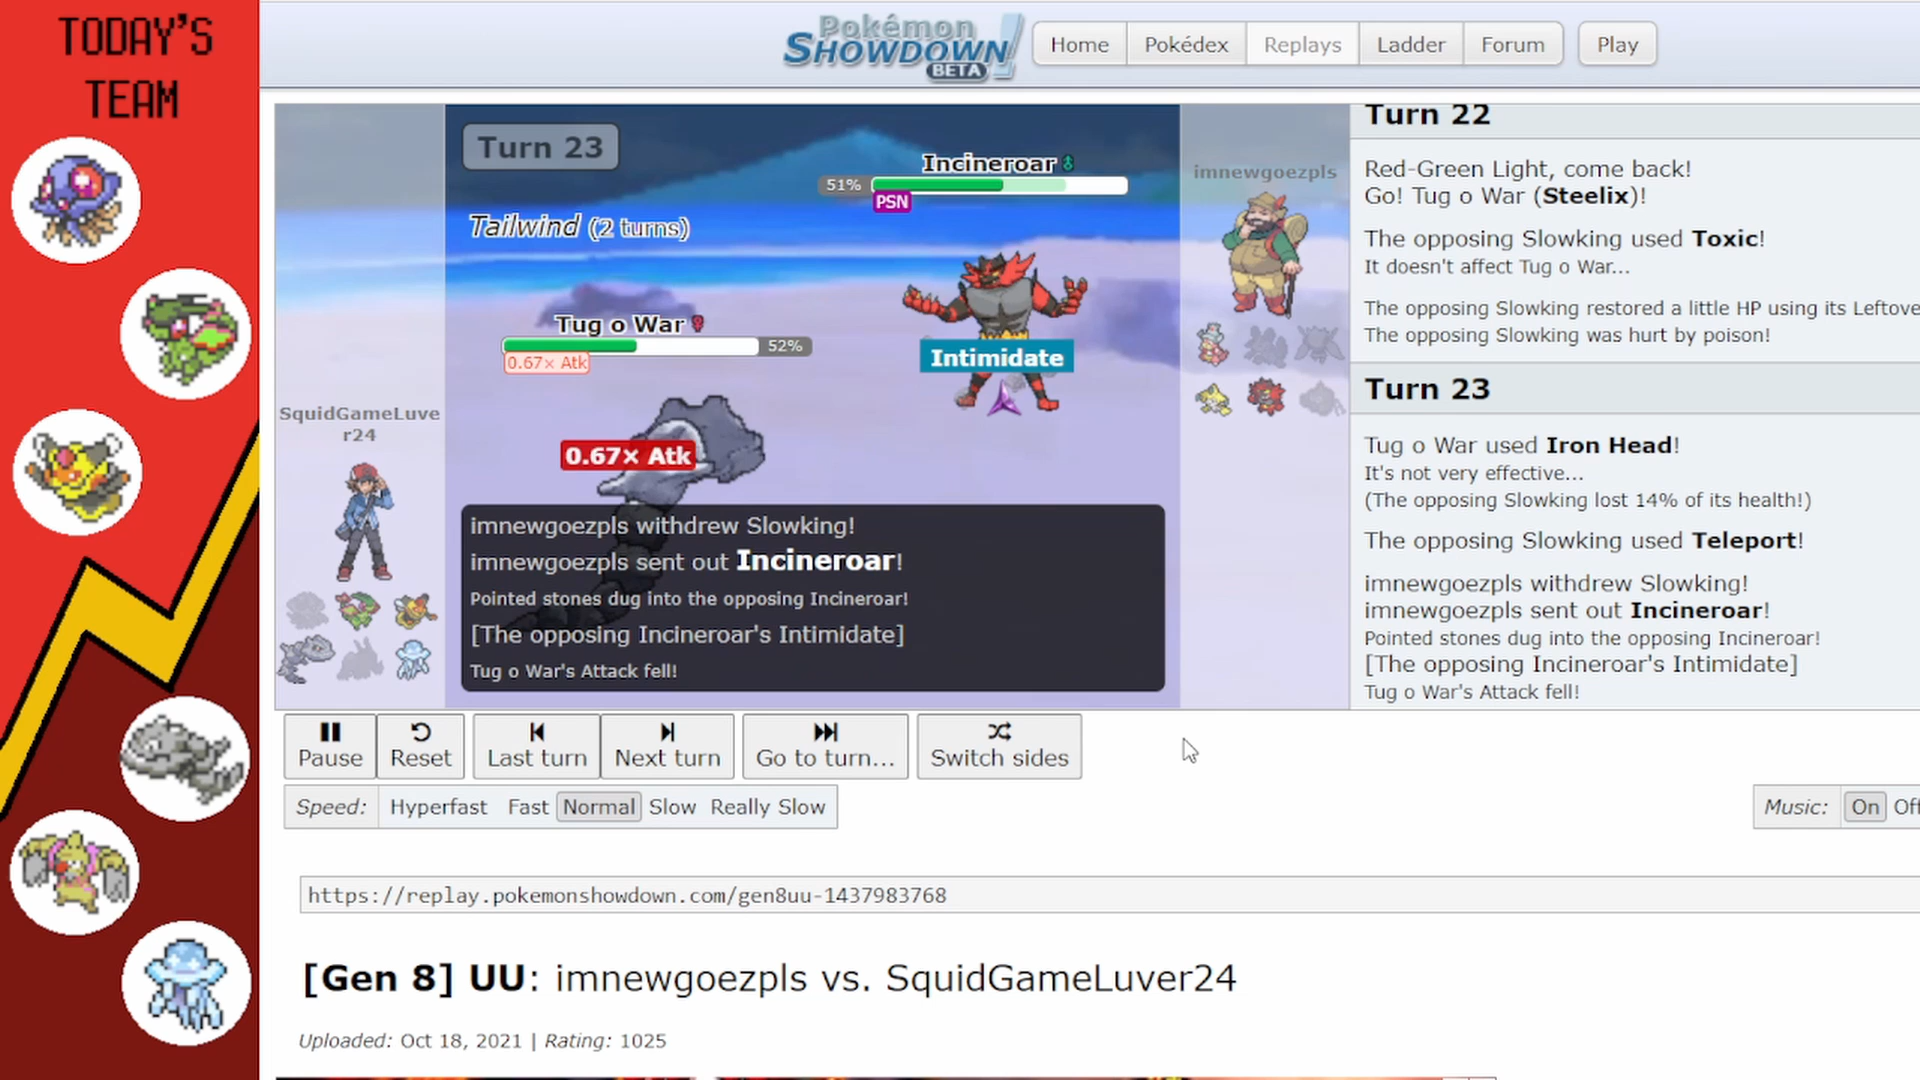 TODAY'S
TEAM
Pokémon
SHOWDOWN!
BETA
Home
Pokédex
Replays
Ladder
Forum
Play
Turn 23
Incineroar
51%
PSN
Tailwind (2 turns)
Tug o War
52%
0.67× Atk
Intimidate
0.67× Atk
SquidGameLuve
r24
imnewgoezpls
imnewgoezpls withdrew Slowking!
imnewgoezpls sent out Incineroar!
Pointed stones dug into the opposing Incineroar!
[The opposing Incineroar's Intimidate]
Tug o War's Attack fell!
Turn 22
Red-Green Light, come back!
Go! Tug o War (Steelix)!
The opposing Slowking used Toxic!
It doesn't affect Tug o War...
The opposing Slowking restored a little HP using its Leftove
The opposing Slowking was hurt by poison!
Turn 23
Tug o War used Iron Head!
It's not very effective...
(The opposing Slowking lost 14% of its health!)
The opposing Slowking used Teleport!
imnewgoezpls withdrew Slowking!
imnewgoezpls sent out Incineroar!
Pointed stones dug into the opposing Incineroar!
[The opposing Incineroar's Intimidate]
Tug o War's Attack fell!
Pause
Reset
Last turn
Next turn
Go to turn...
Switch sides
Speed: Hyperfast Fast Normal Slow Really Slow
Music: On Off
https://replay.pokemonshowdown.com/gen8uu-1437983768
[Gen 8] UU: imnewgoezpls vs. SquidGameLuver24
Uploaded: Oct 18, 2021 | Rating: 1025